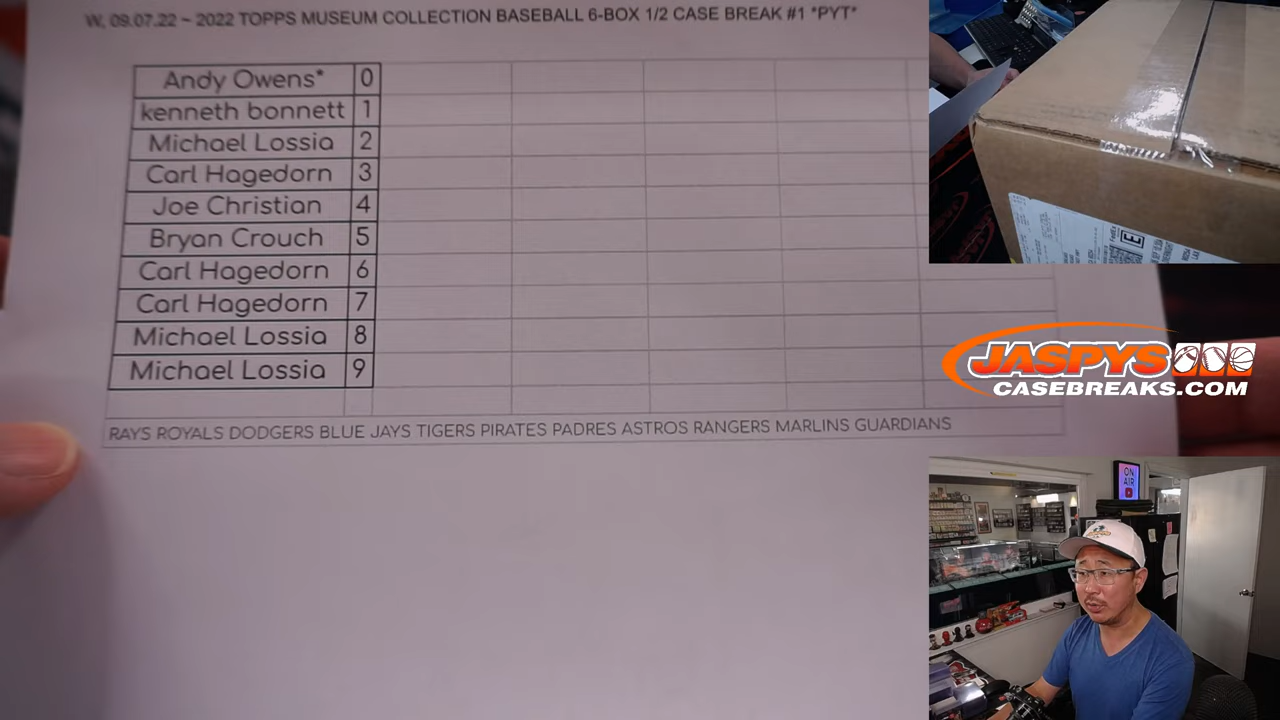 W, 09.07.22 ~ 2022 TOPPS MUSEUM COLLECTION BASEBALL 6-BOX 1/2 CASE BREAK #1 *PYT*
Andy Owens* 0
kenneth bonnett 1
Michael Lossia 2
Carl Hagedorn 3
Joe Christian 4
Bryan Crouch 5
Carl Hagedorn 6
Carl Hagedorn 7
Michael Lossia 8
Michael Lossia 9
RAYS ROYALS DODGERS BLUE JAYS TIGERS PIRATES PADRES ASTROS RANGERS MARLINS GUARDIANS
E
JASPYS
CASEBREAKS.COM
ON
AIR